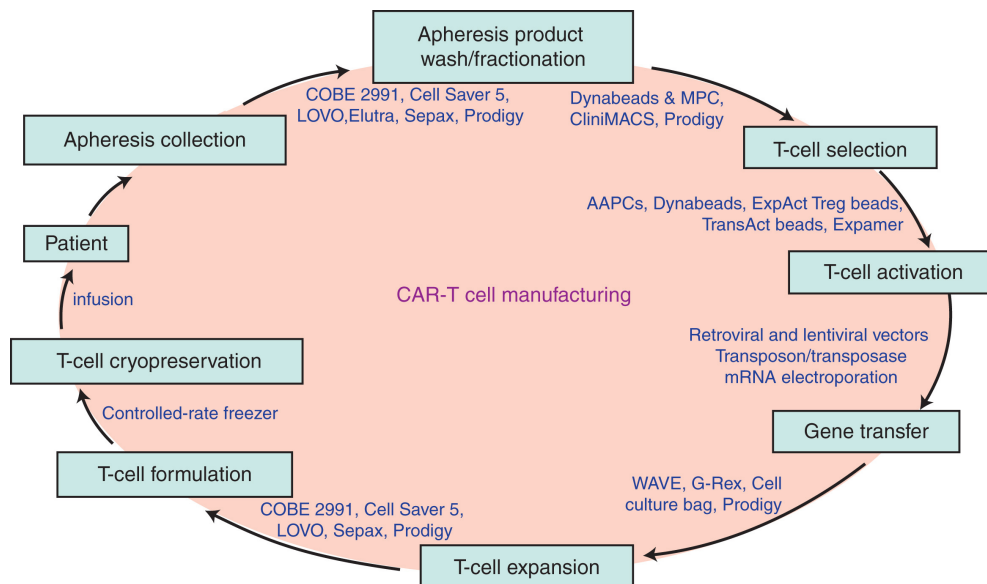 Apheresis product
wash/fractionation
COBE 2991, Cell Saver 5,
LOVO,Elutra, Sepax, Prodigy
Dynabeads & MPC,
CliniMACS, Prodigy
Apheresis collection
T-cell selection
AAPCs, Dynabeads, ExpAct Treg beads,
TransAct beads, Expamer
Patient
T-cell activation
infusion
CAR-T cell manufacturing
Retroviral and lentiviral vectors
Transposon/transposase
mRNA electroporation
T-cell cryopreservation
Controlled-rate freezer
Gene transfer
T-cell formulation
WAVE, G-Rex, Cell
culture bag, Prodigy
COBE 2991, Cell Saver 5,
LOVO, Sepax, Prodigy
T-cell expansion